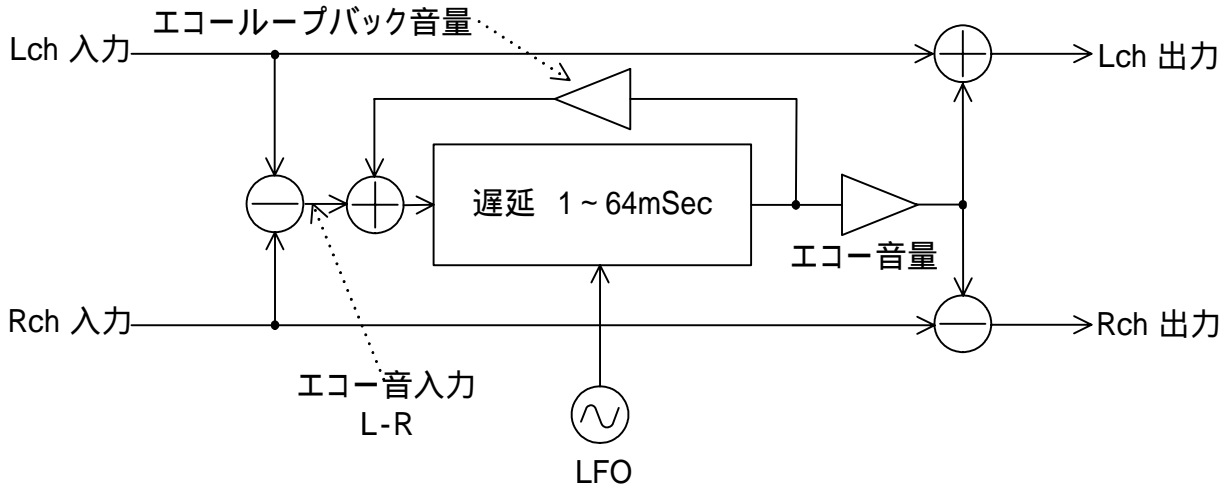 エコーループバック音量
Lch 入力
Lch 出力
遅延 1~64mSec
エコー音量
Rch 入力
Rch 出力
エコー音入力
L-R
LFO